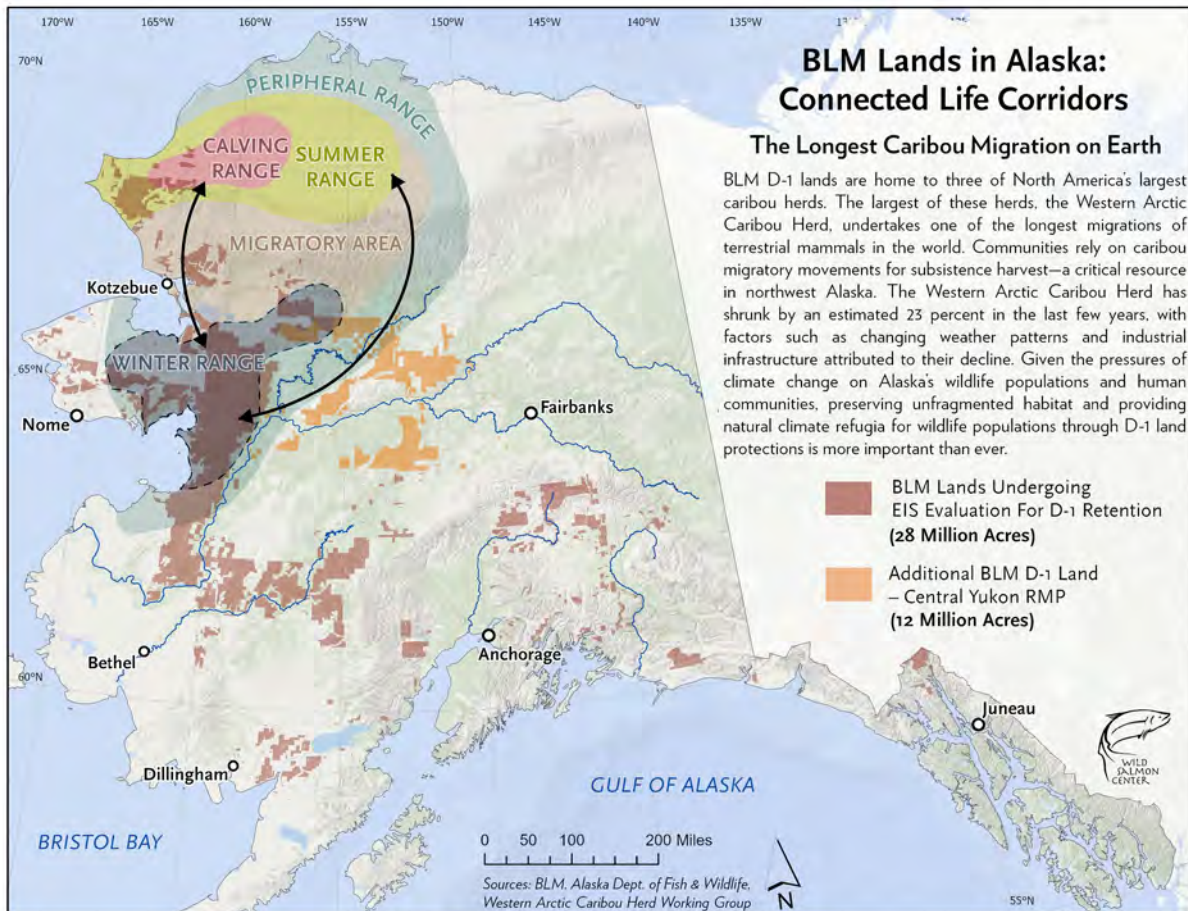 170°W 165°W 160°W 155°W 150°W 145°W 140°W 135°W
70°N
65°N
60°N
55°N
BLM Lands in Alaska:
Connected Life Corridors
The Longest Caribou Migration on Earth
BLM D-1 lands are home to three of North America's largest
caribou herds. The largest of these herds, the Western Arctic
Caribou Herd, undertakes one of the longest migrations of
terrestrial mammals in the world. Communities rely on caribou
migratory movements for subsistence harvest—a critical resource
in northwest Alaska. The Western Arctic Caribou Herd has
shrunk by an estimated 23 percent in the last few years, with
factors such as changing weather patterns and industrial
infrastructure attributed to their decline. Given the pressures of
climate change on Alaska's wildlife populations and human
communities, preserving unfragmented habitat and providing
natural climate refugia for wildlife populations through D-1 land
protections is more important than ever.
BLM Lands Undergoing
EIS Evaluation For D-1 Retention
(28 Million Acres)
Additional BLM D-1 Land
– Central Yukon RMP
(12 Million Acres)
PERIPHERAL RANGE
CALVING
RANGE
SUMMER
RANGE
MIGRATORY AREA
WINTER RANGE
Kotzebue
Nome
Fairbanks
Bethel
Anchorage
Dillingham
Juneau
WILD
SALMON
CENTER
GULF OF ALASKA
BRISTOL BAY
0 50 100 200 Miles
Sources: BLM, Alaska Dept. of Fish & Wildlife,
Western Arctic Caribou Herd Working Group
N